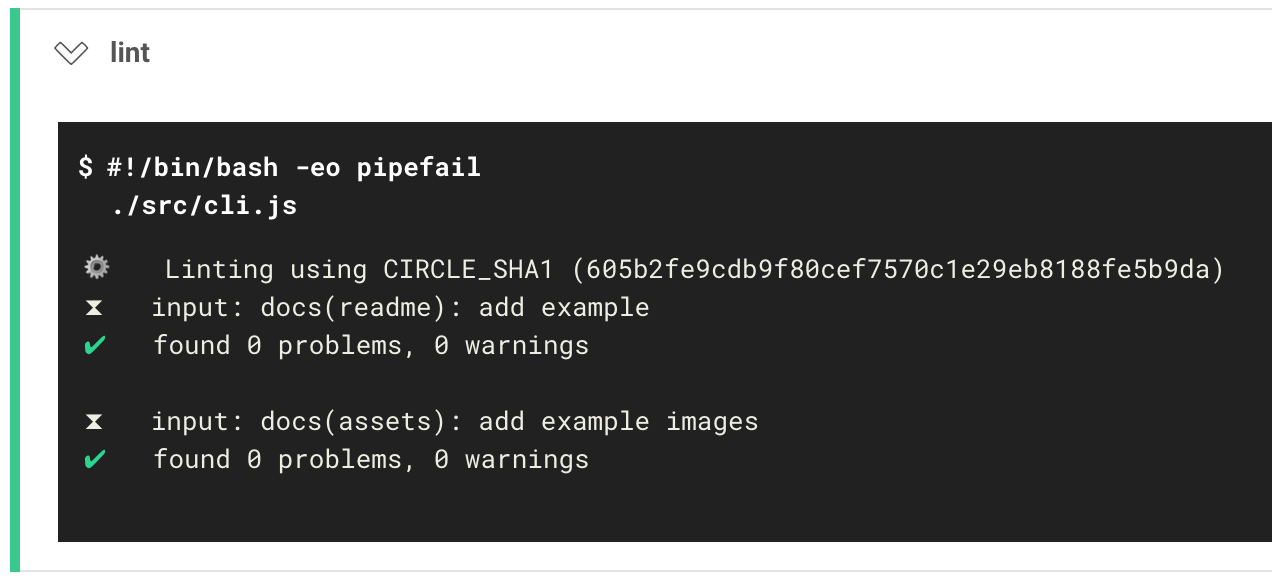 lint
$ #!/bin/bash -eo pipefail
./src/cli.js
⚙ Linting using CIRCLE_SHA1 (605b2fe9cdb9f80cef7570c1e29eb8188fe5b9da)
⧗ input: docs(readme): add example
✔ found 0 problems, 0 warnings
⧗ input: docs(assets): add example images
✔ found 0 problems, 0 warnings